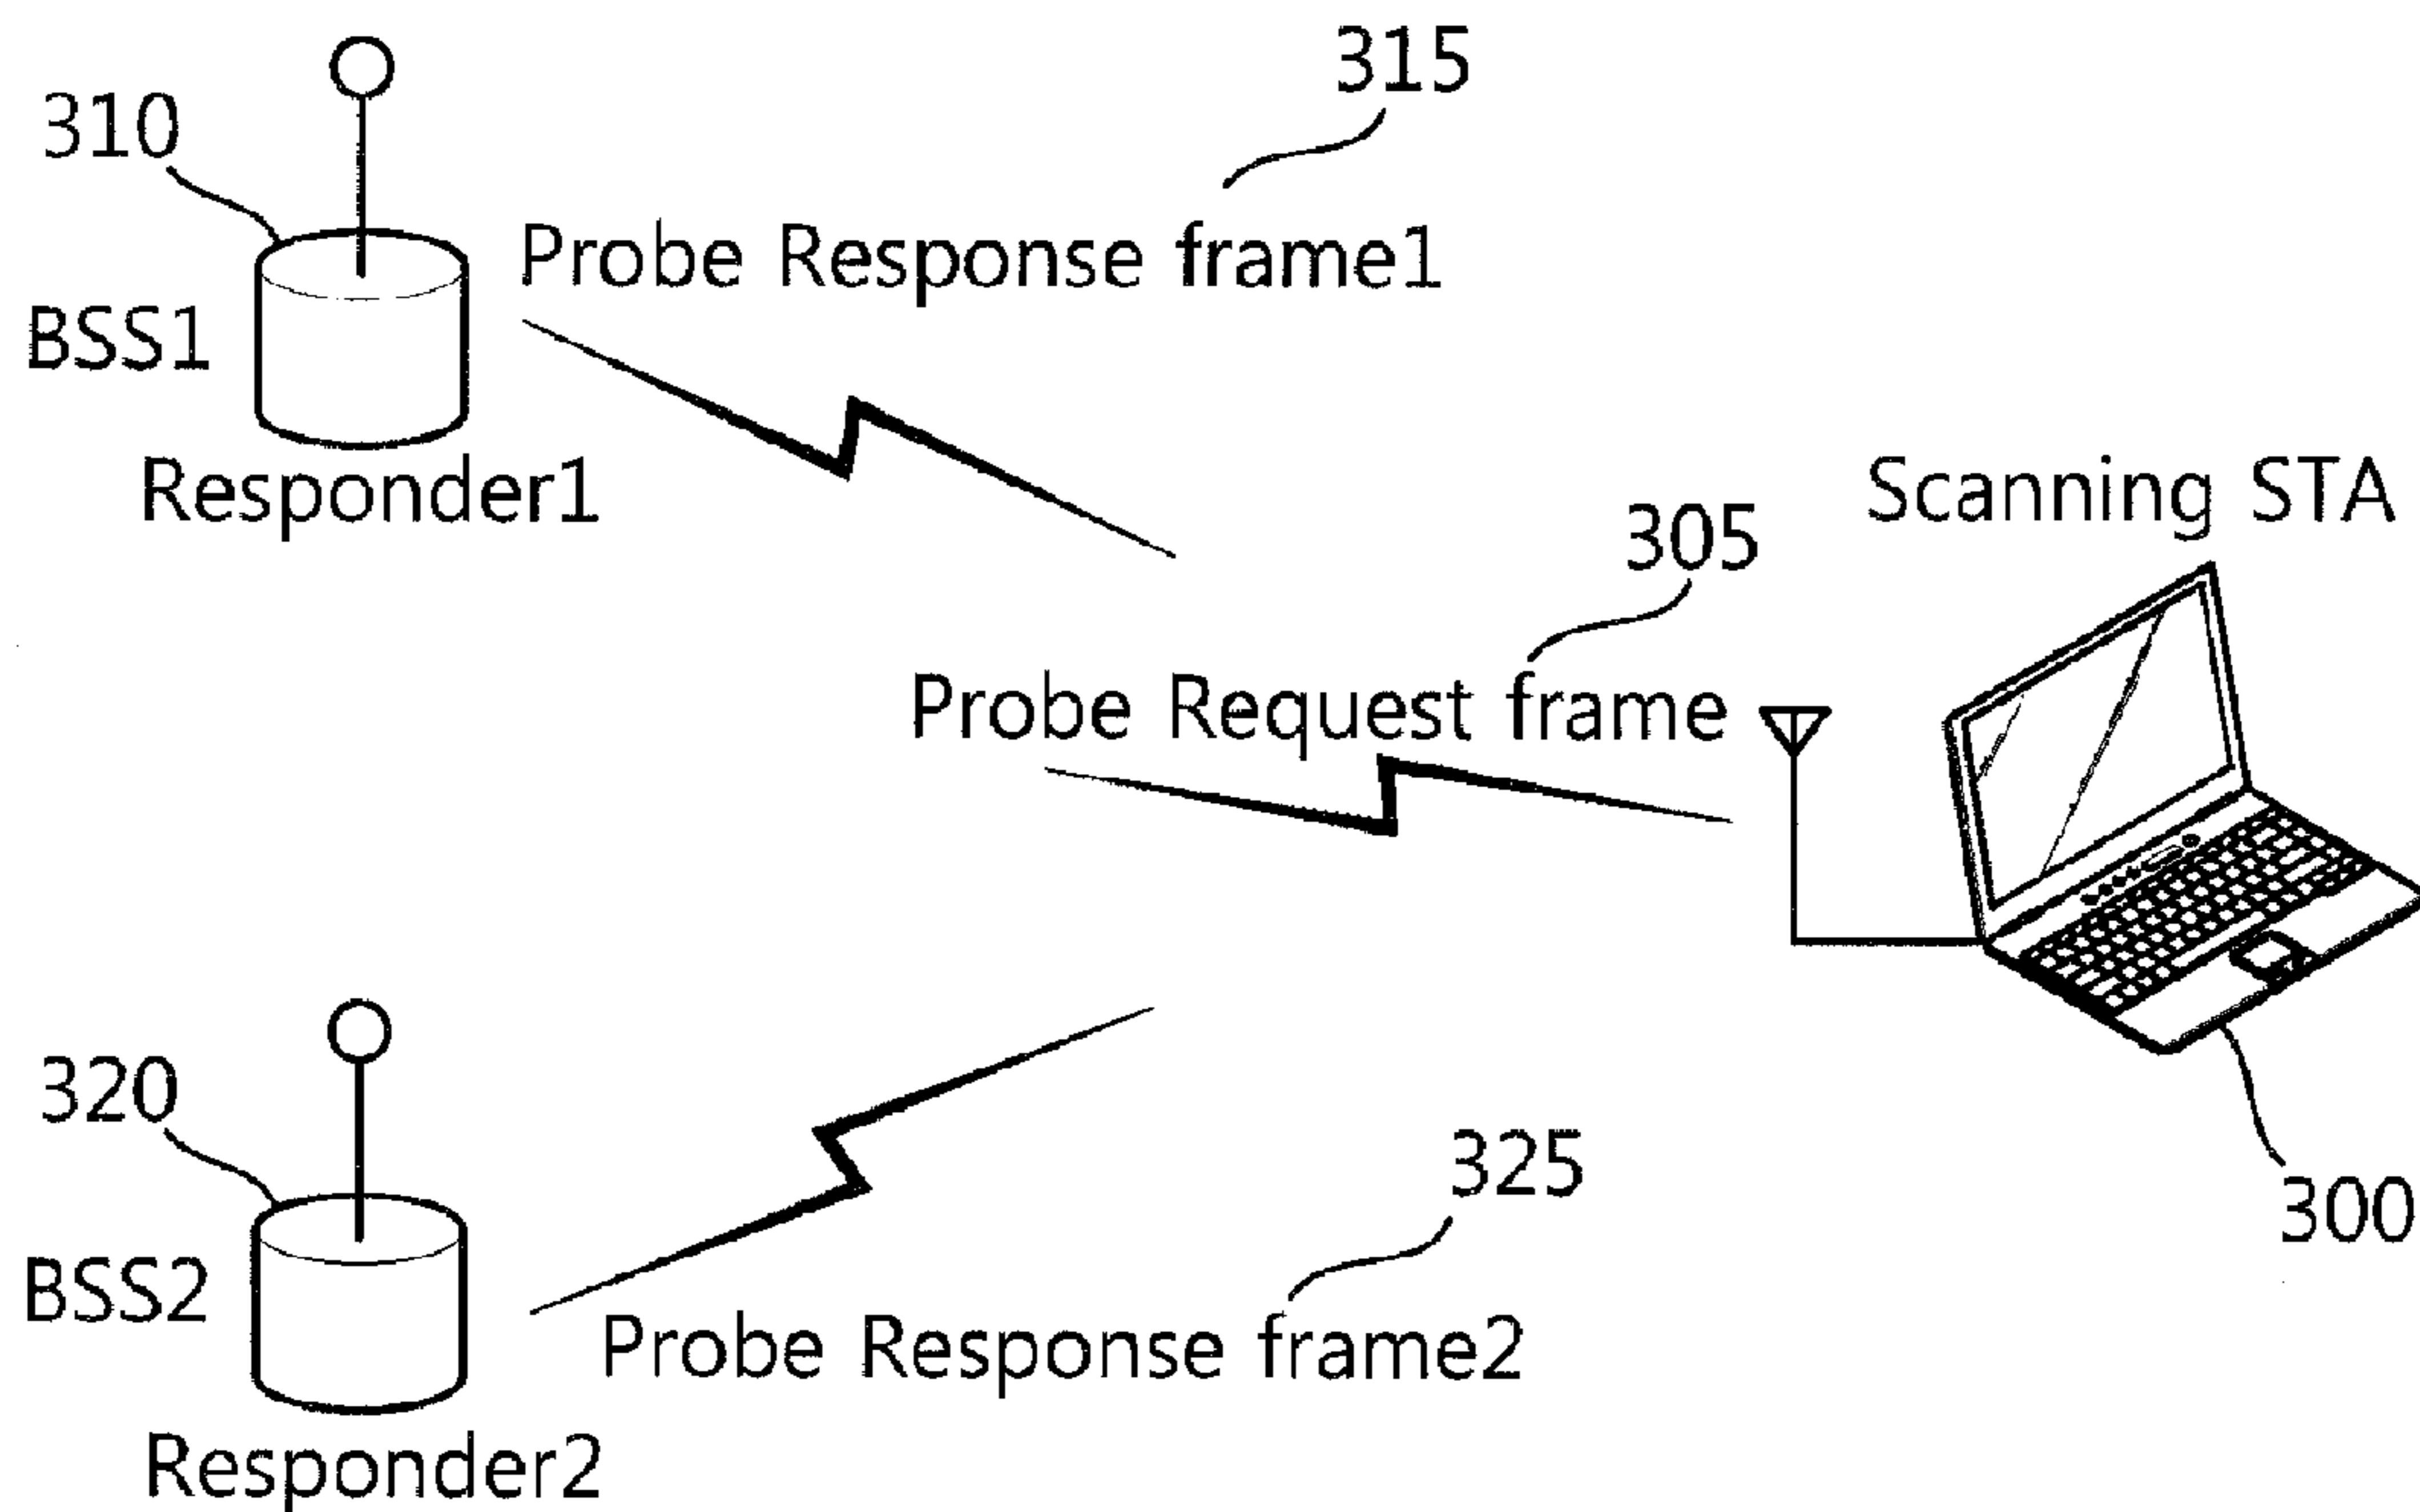 315
310
Probe Response frame1
BSS1
Responder1
Scanning STA
305
Probe Request frame
320
325
300
BSS2
Probe Response frame2
Responder2